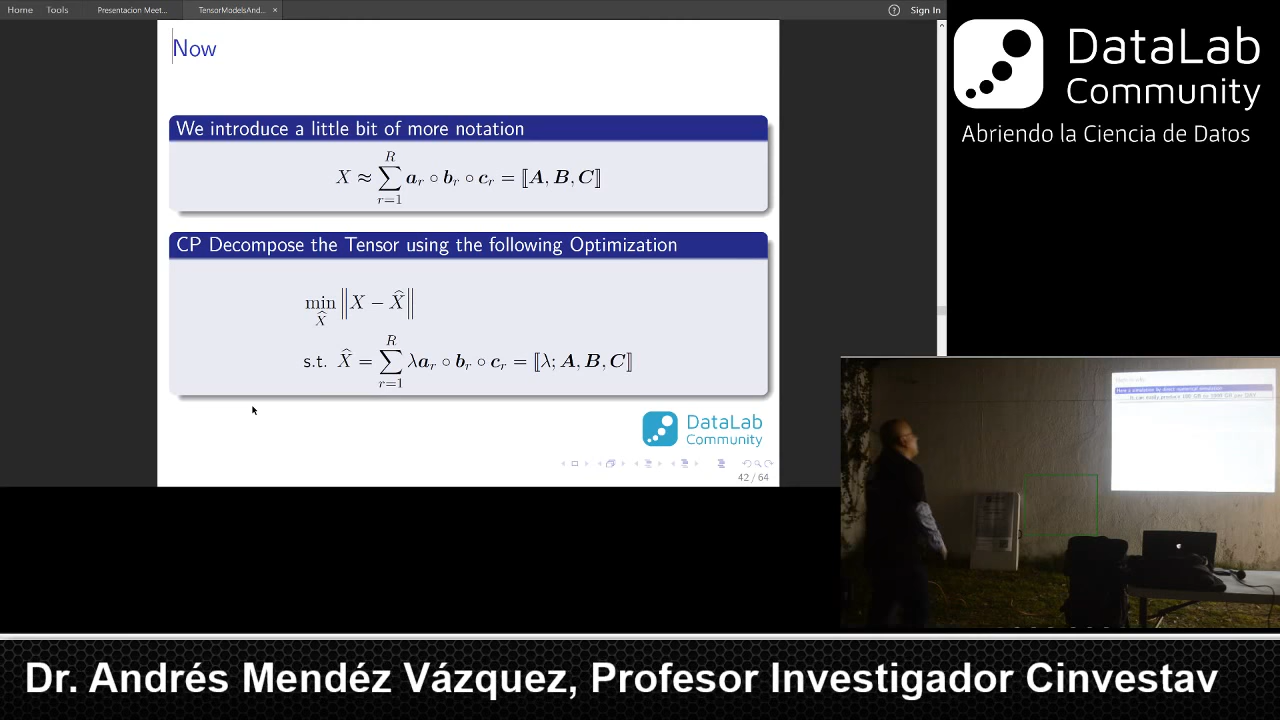 Home Tools Presentacion Meet... TensorModelsAnd... × ? Sign In
Now
We introduce a little bit of more notation
X ≈ ∑_{r=1}^{R} a_r ∘ b_r ∘ c_r = ⟦A, B, C⟧
CP Decompose the Tensor using the following Optimization
min_{X̂} ‖X − X̂‖
s.t. X̂ = ∑_{r=1}^{R} λa_r ∘ b_r ∘ c_r = ⟦λ; A, B, C⟧
DataLab
Community
42 / 64
DataLab
Community
Abriendo la Ciencia de Datos
Dr. Andrés Mendéz Vázquez, Profesor Investigador Cinvestav